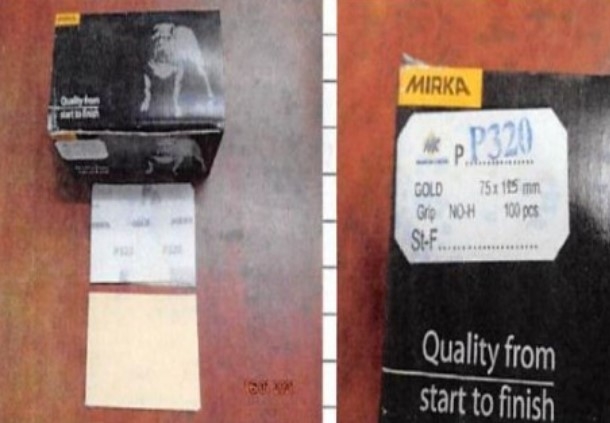 MIRKA
Quality from
start to finish
P320 P320
MIRKA
P P320
GOLD 75 x 125 mm
Grip NO-H 100 pcs
St-F
Quality from
start to finish